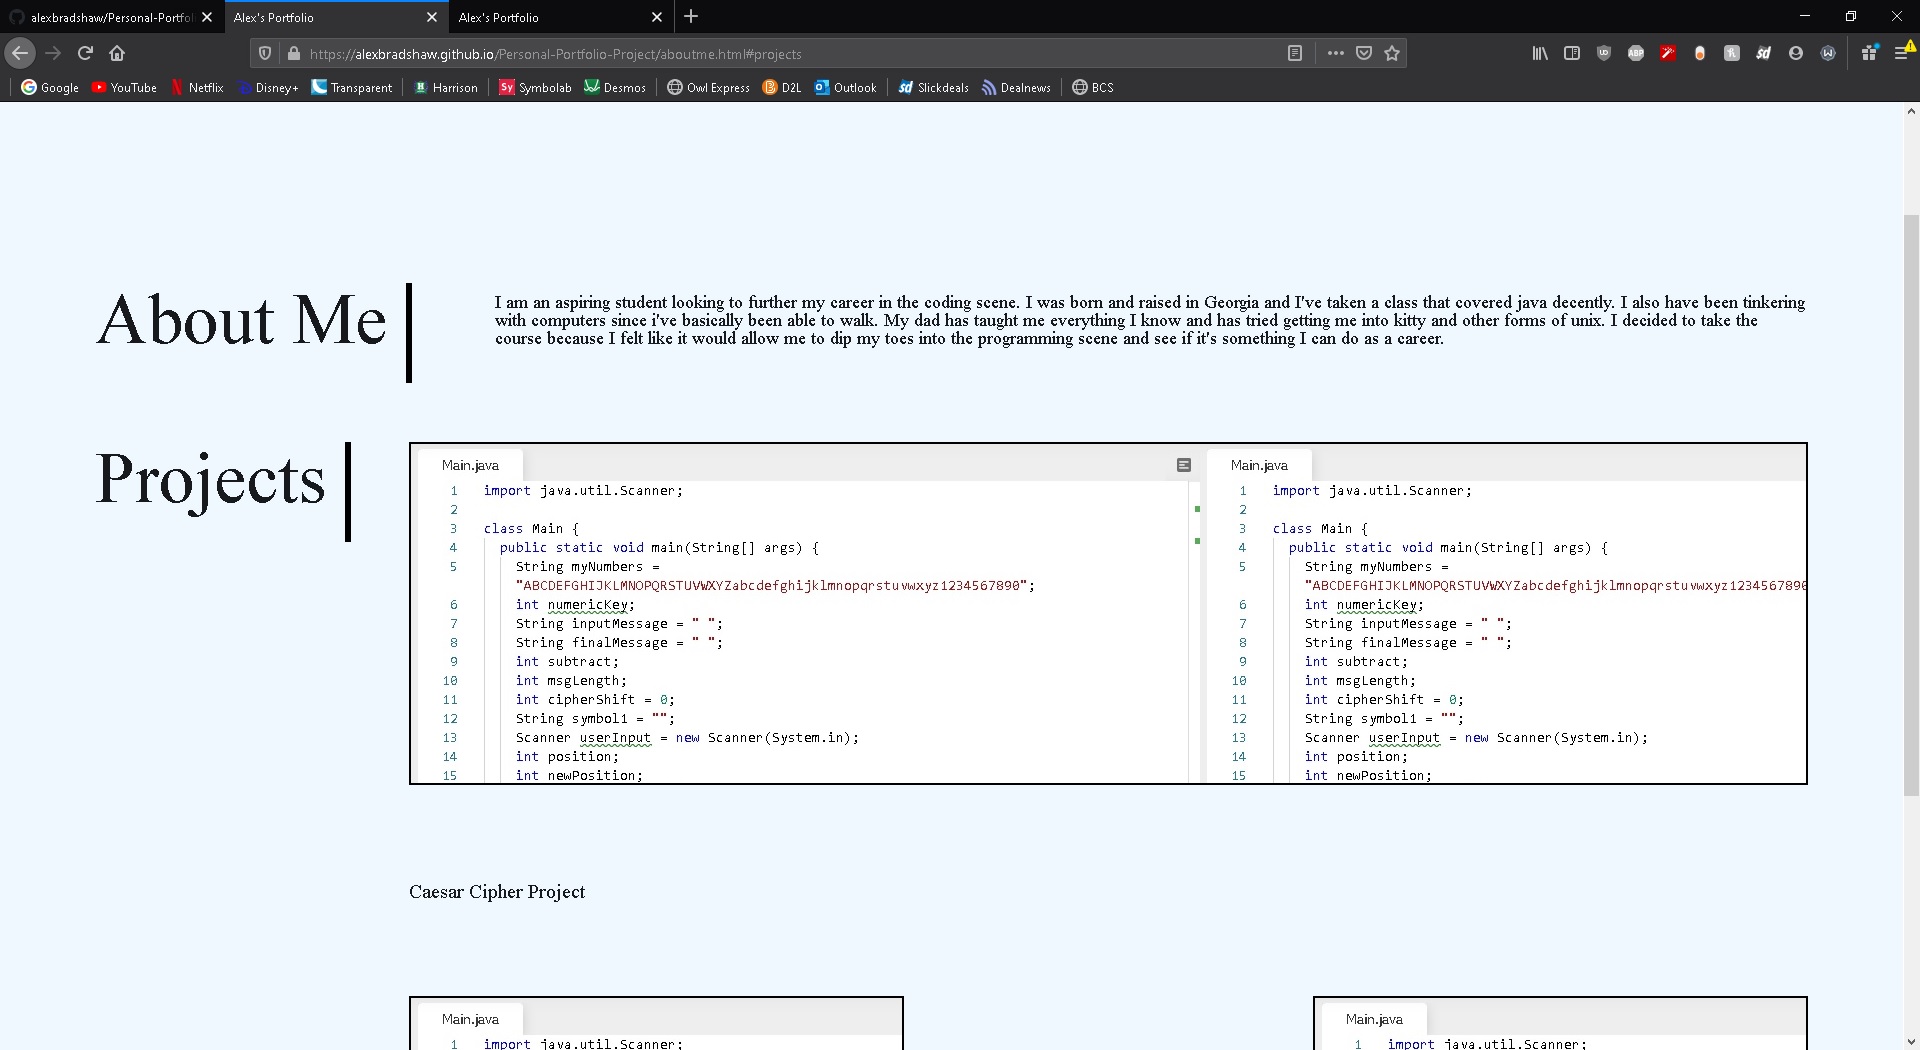 alexbradshaw/Personal-Portfol
Alex's Portfolio
Alex's Portfolio
https://alexbradshaw.github.io/Personal-Portfolio-Project/aboutme.html#projects
Google YouTube Netflix Disney+ Transparent Harrison Symbolab Desmos Owl Express D2L Outlook Slickdeals Dealnews BCS
About Me
I am an aspiring student looking to further my career in the coding scene. I was born and raised in Georgia and I've taken a class that covered java decently. I also have been tinkering
with computers since i've basically been able to walk. My dad has taught me everything I know and has tried getting me into kitty and other forms of unix. I decided to take the
course because I felt like it would allow me to dip my toes into the programming scene and see if it's something I can do as a career.
Projects
Main.java
1 import java.util.Scanner;
2
3 class Main {
4 public static void main(String[] args) {
5 String myNumbers =
"ABCDEFGHIJKLMNOPQRSTUVWXYZabcdefghijklmnopqrstuvwxyz1234567890";
6 int numericKey;
7 String inputMessage = " ";
8 String finalMessage = " ";
9 int subtract;
10 int msgLength;
11 int cipherShift = 0;
12 String symbol1 = "";
13 Scanner userInput = new Scanner(System.in);
14 int position;
15 int newPosition;
Main.java
1 import java.util.Scanner;
2
3 class Main {
4 public static void main(String[] args) {
5 String myNumbers =
"ABCDEFGHIJKLMNOPQRSTUVWXYZabcdefghijklmnopqrstuvwxyz1234567890
6 int numericKey;
7 String inputMessage = " ";
8 String finalMessage = " ";
9 int subtract;
10 int msgLength;
11 int cipherShift = 0;
12 String symbol1 = "";
13 Scanner userInput = new Scanner(System.in);
14 int position;
15 int newPosition;
Caesar Cipher Project
Main.java
1 import java.util.Scanner;
Main.java
1 import java.util.Scanner;